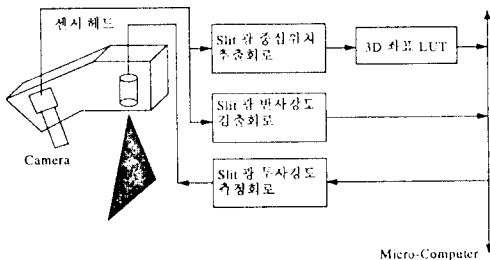 센서 헤드
Slit 광 중심위치
추출회로
3D 좌표 LUT
Slit 광 반사강도
검출회로
Camera
Slit 광 투사강도
측정회로
Micro-Computer